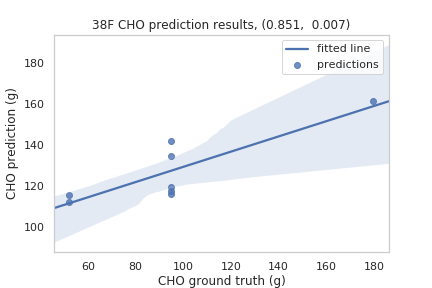 38F CHO prediction results, (0.851, 0.007)
fitted line
predictions
CHO prediction (g)
180
160
140
120
100
60
80
100
120
140
160
180
CHO ground truth (g)